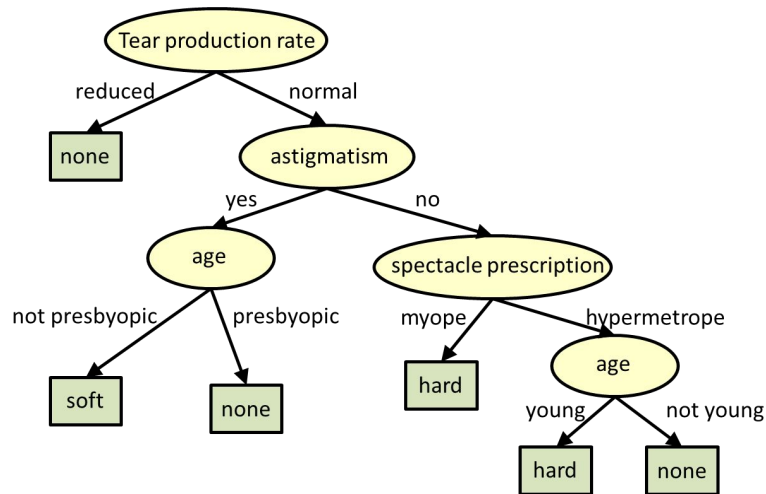 Tear production rate
reduced
normal
none
astigmatism
yes
no
age
spectacle prescription
not presbyopic
presbyopic
myope
hypermetrope
soft
none
hard
age
young
not young
hard
none